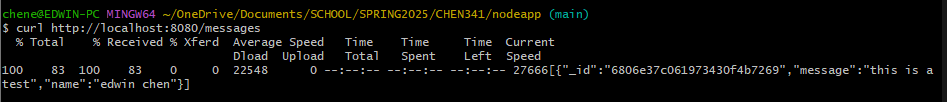 chene@EDWIN-PC MINGW64 ~/OneDrive/Documents/SCHOOL/SPRING2025/CHEN341/nodeapp (main)
$ curl http://localhost:8080/messages
  % Total    % Received % Xferd  Average Speed   Time    Time     Time  Current
                                 Dload  Upload   Total   Spent    Left  Speed
100    83  100    83    0     0  22548      0 --:--:-- --:--:-- --:--:-- 27666[{"_id":"6806e37c061973430f4b7269","message":"this is a
test","name":"edwin chen"}]